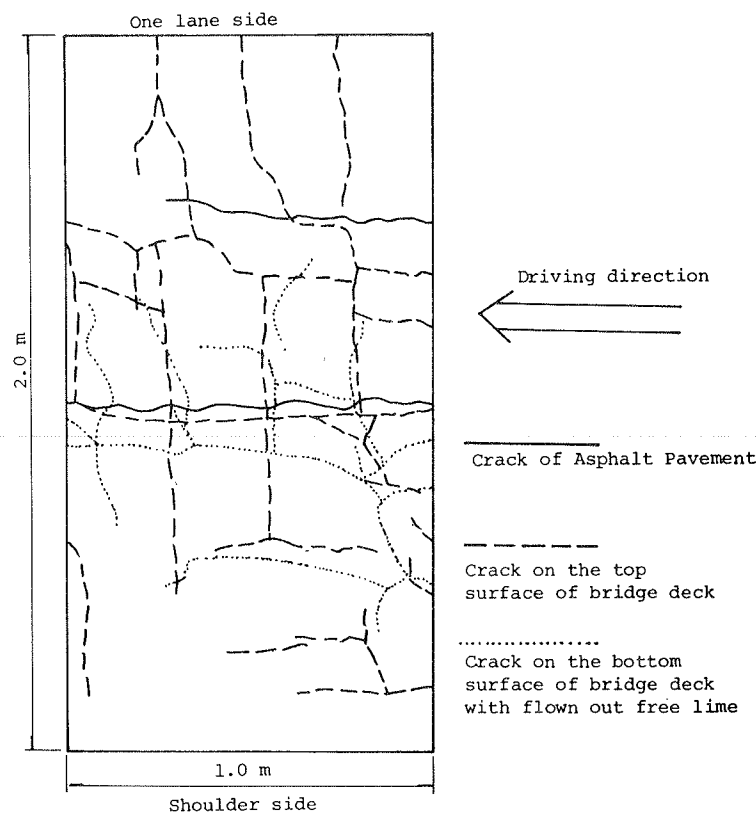 One lane side
Driving direction
2.0 m
Crack of Asphalt Pavement
Crack on the top
surface of bridge deck
Crack on the bottom
surface of bridge deck
with flown out free lime
1.0 m
Shoulder side